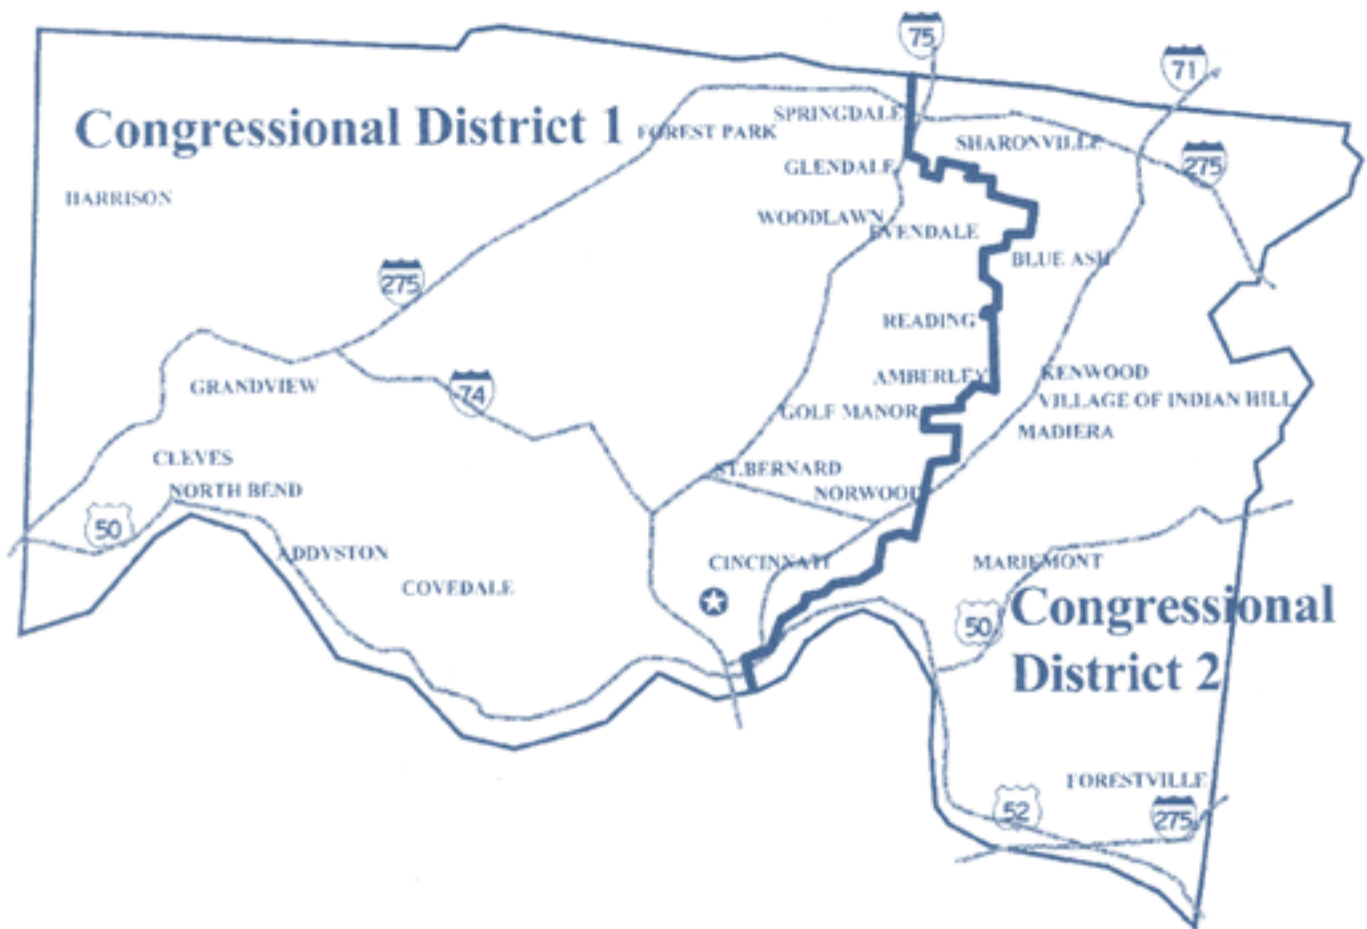 75
71
Congressional District 1
SPRINGDALE
FOREST PARK
SHARONVILLE
275
GLENDALE
HARRISON
WOODLAWN
EVENDALE
BLUE ASH
275
READING
GRANDVIEW
74
AMBERLEY
KENWOOD
VILLAGE OF INDIAN HILL
GOLF MANOR
MADIERA
CLEVES
ST.BERNARD
NORTH BEND
NORWOOD
50
ADDYSTON
CINCINNATI
MARIEMONT
COVEDALE
50
Congressional
District 2
FORESTVILLE
52
275